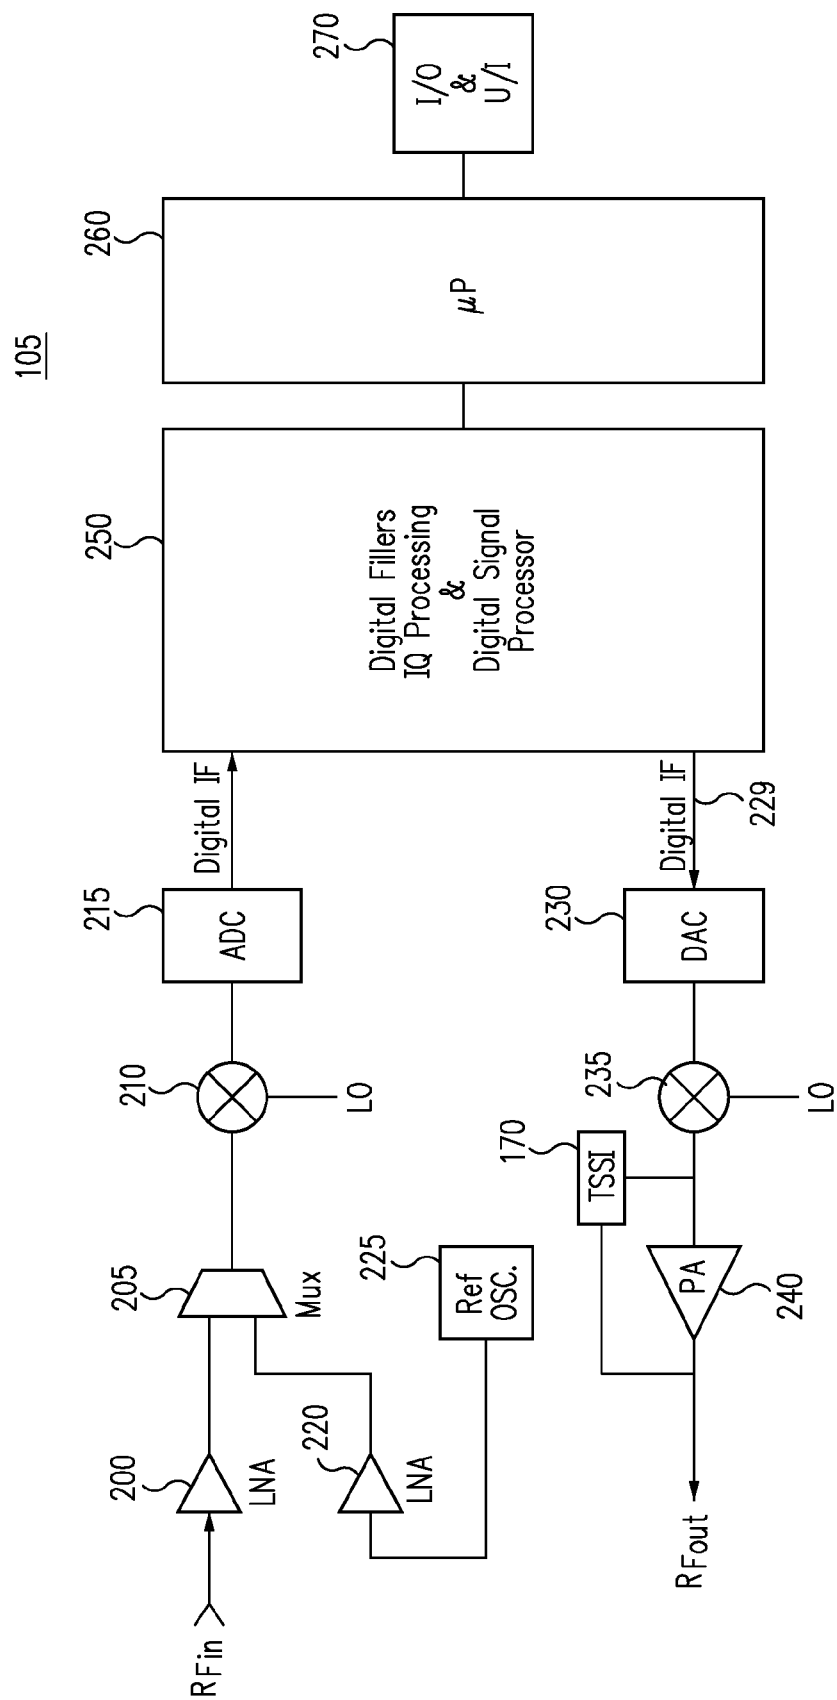 105
RFin
200
LNA
205
Mux
210
LO
215
ADC
Digital IF
220
LNA
225
Ref
OSC.
250
Digital Fillers
IQ Processing
&
Digital Signal
Processor
260
μP
270
I/O
&
U/I
Digital IF
229
230
DAC
235
LO
170
TSSI
PA
240
RFout